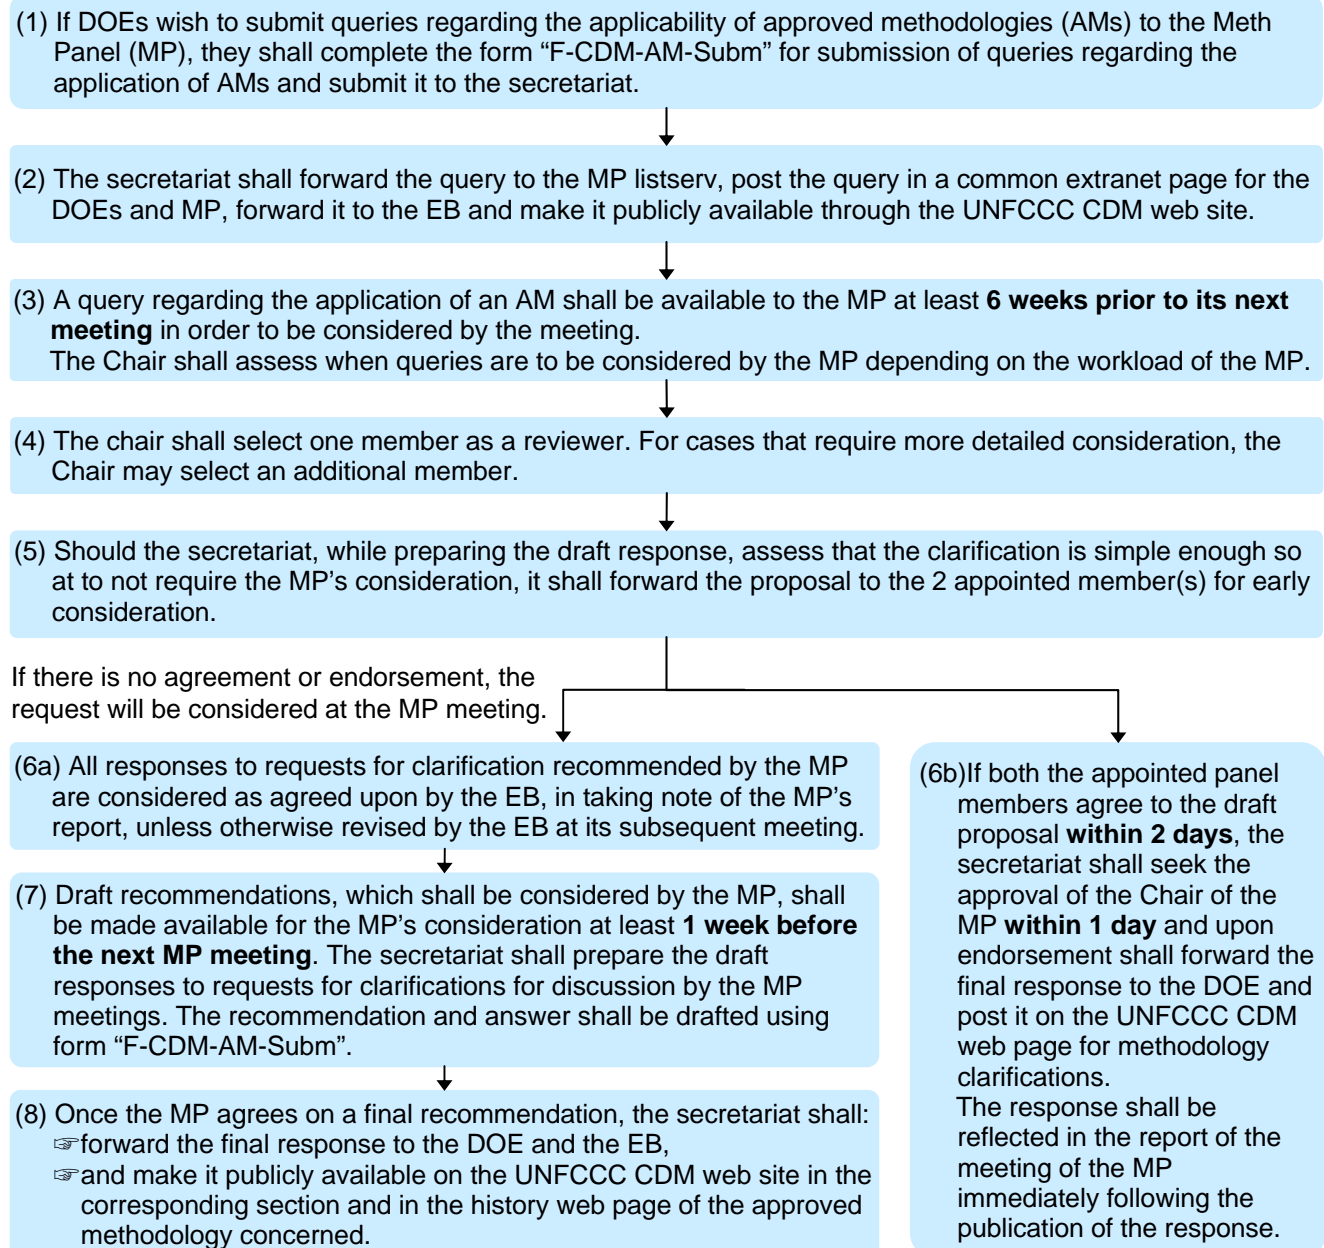 (1) If DOEs wish to submit queries regarding the applicability of approved methodologies (AMs) to the Meth
Panel (MP), they shall complete the form “F-CDM-AM-Subm” for submission of queries regarding the
application of AMs and submit it to the secretariat.
(2) The secretariat shall forward the query to the MP listserv, post the query in a common extranet page for the
DOEs and MP, forward it to the EB and make it publicly available through the UNFCCC CDM web site.
(3) A query regarding the application of an AM shall be available to the MP at least 6 weeks prior to its next
meeting in order to be considered by the meeting.
The Chair shall assess when queries are to be considered by the MP depending on the workload of the MP.
(4) The chair shall select one member as a reviewer. For cases that require more detailed consideration, the
Chair may select an additional member.
(5) Should the secretariat, while preparing the draft response, assess that the clarification is simple enough so
at to not require the MP’s consideration, it shall forward the proposal to the 2 appointed member(s) for early
consideration.
If there is no agreement or endorsement, the
request will be considered at the MP meeting.
(6a) All responses to requests for clarification recommended by the MP
are considered as agreed upon by the EB, in taking note of the MP’s
report, unless otherwise revised by the EB at its subsequent meeting.
(7) Draft recommendations, which shall be considered by the MP, shall
be made available for the MP’s consideration at least 1 week before
the next MP meeting. The secretariat shall prepare the draft
responses to requests for clarifications for discussion by the MP
meetings. The recommendation and answer shall be drafted using
form “F-CDM-AM-Subm”.
(8) Once the MP agrees on a final recommendation, the secretariat shall:
☞forward the final response to the DOE and the EB,
☞and make it publicly available on the UNFCCC CDM web site in the
corresponding section and in the history web page of the approved
methodology concerned.
(6b)If both the appointed panel
members agree to the draft
proposal within 2 days, the
secretariat shall seek the
approval of the Chair of the
MP within 1 day and upon
endorsement shall forward the
final response to the DOE and
post it on the UNFCCC CDM
web page for methodology
clarifications.
The response shall be
reflected in the report of the
meeting of the MP
immediately following the
publication of the response.